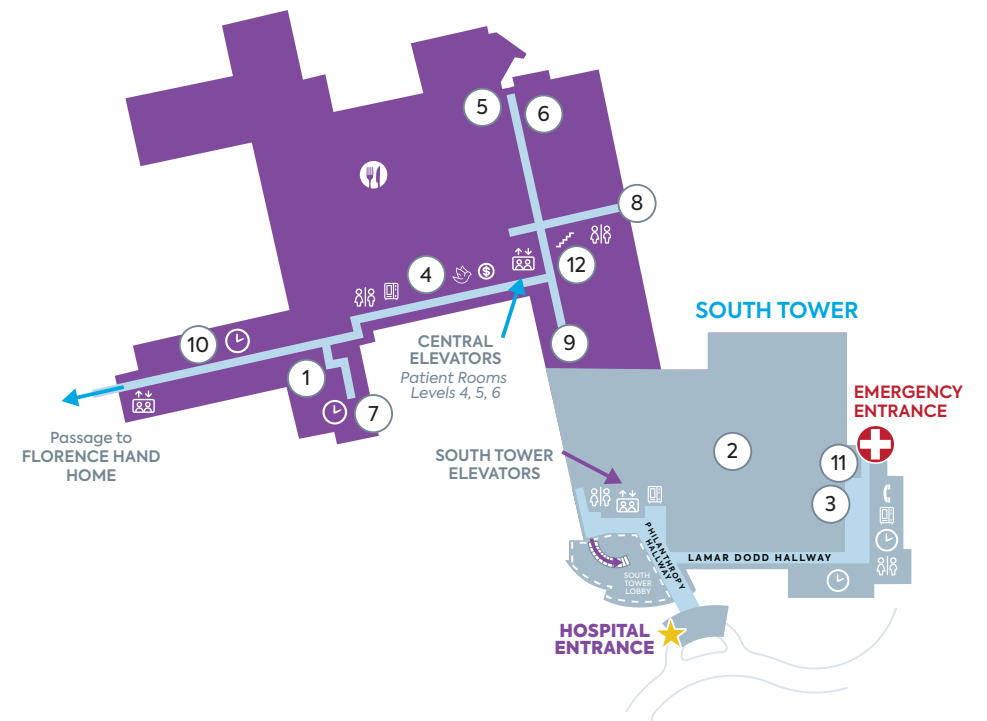 5
6
8
12
4
$
9
10
1
7
CENTRAL
ELEVATORS
Patient Rooms
Levels 4, 5, 6
Passage to
FLORENCE HAND
HOME
SOUTH TOWER
EMERGENCY
ENTRANCE
SOUTH TOWER
ELEVATORS
2
11
3
PHILANTHROPY
HALLWAY
LAMAR DODD HALLWAY
SOUTH
TOWER
LOBBY
HOSPITAL
ENTRANCE